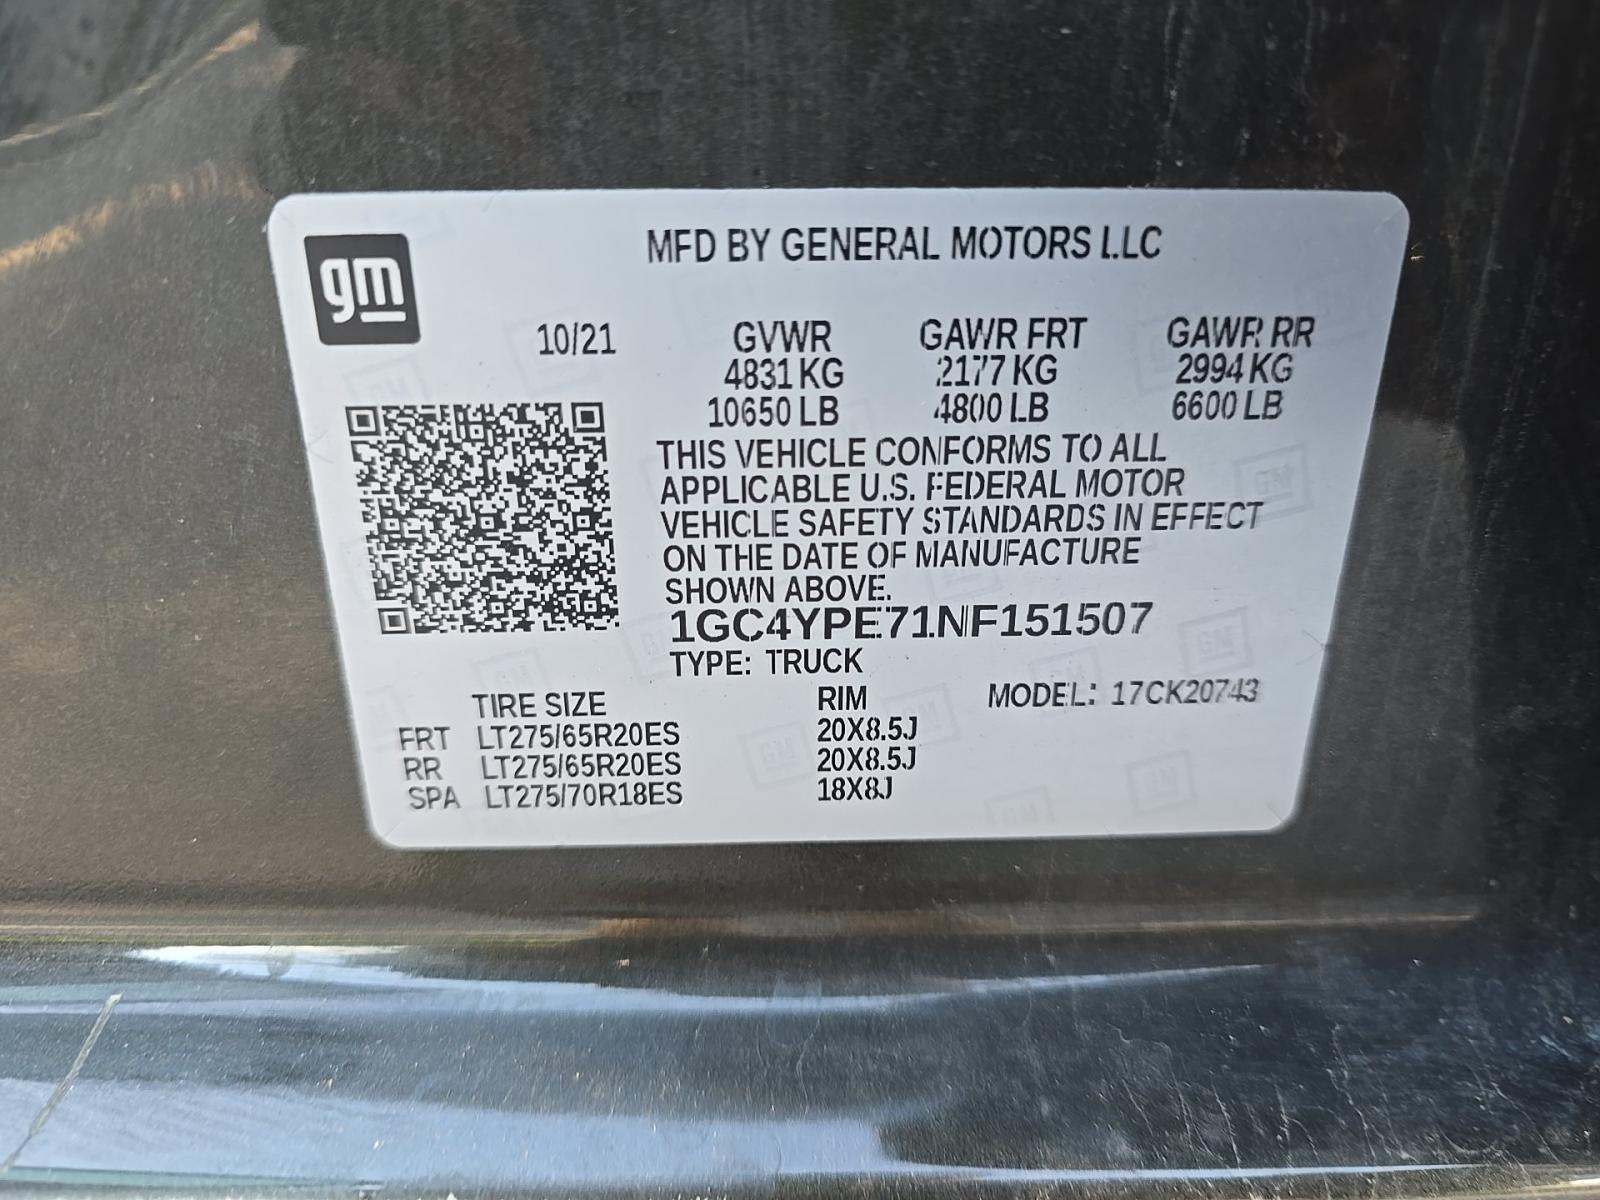 gm
MFD BY GENERAL MOTORS LLC
10/21 GVWR GAWR FRT GAWR RR
4831 KG 2177 KG 2994 KG
10650 LB 4800 LB 6600 LB
THIS VEHICLE CONFORMS TO ALL
APPLICABLE U.S. FEDERAL MOTOR
VEHICLE SAFETY STANDARDS IN EFFECT
ON THE DATE OF MANUFACTURE
SHOWN ABOVE.
1GC4YPE71NF151507
TYPE: TRUCK
TIRE SIZE RIM MODEL: 17CK20743
FRT LT275/65R20ES 20X8.5J
RR LT275/65R20ES 20X8.5J
SPA LT275/70R18ES 18X8J